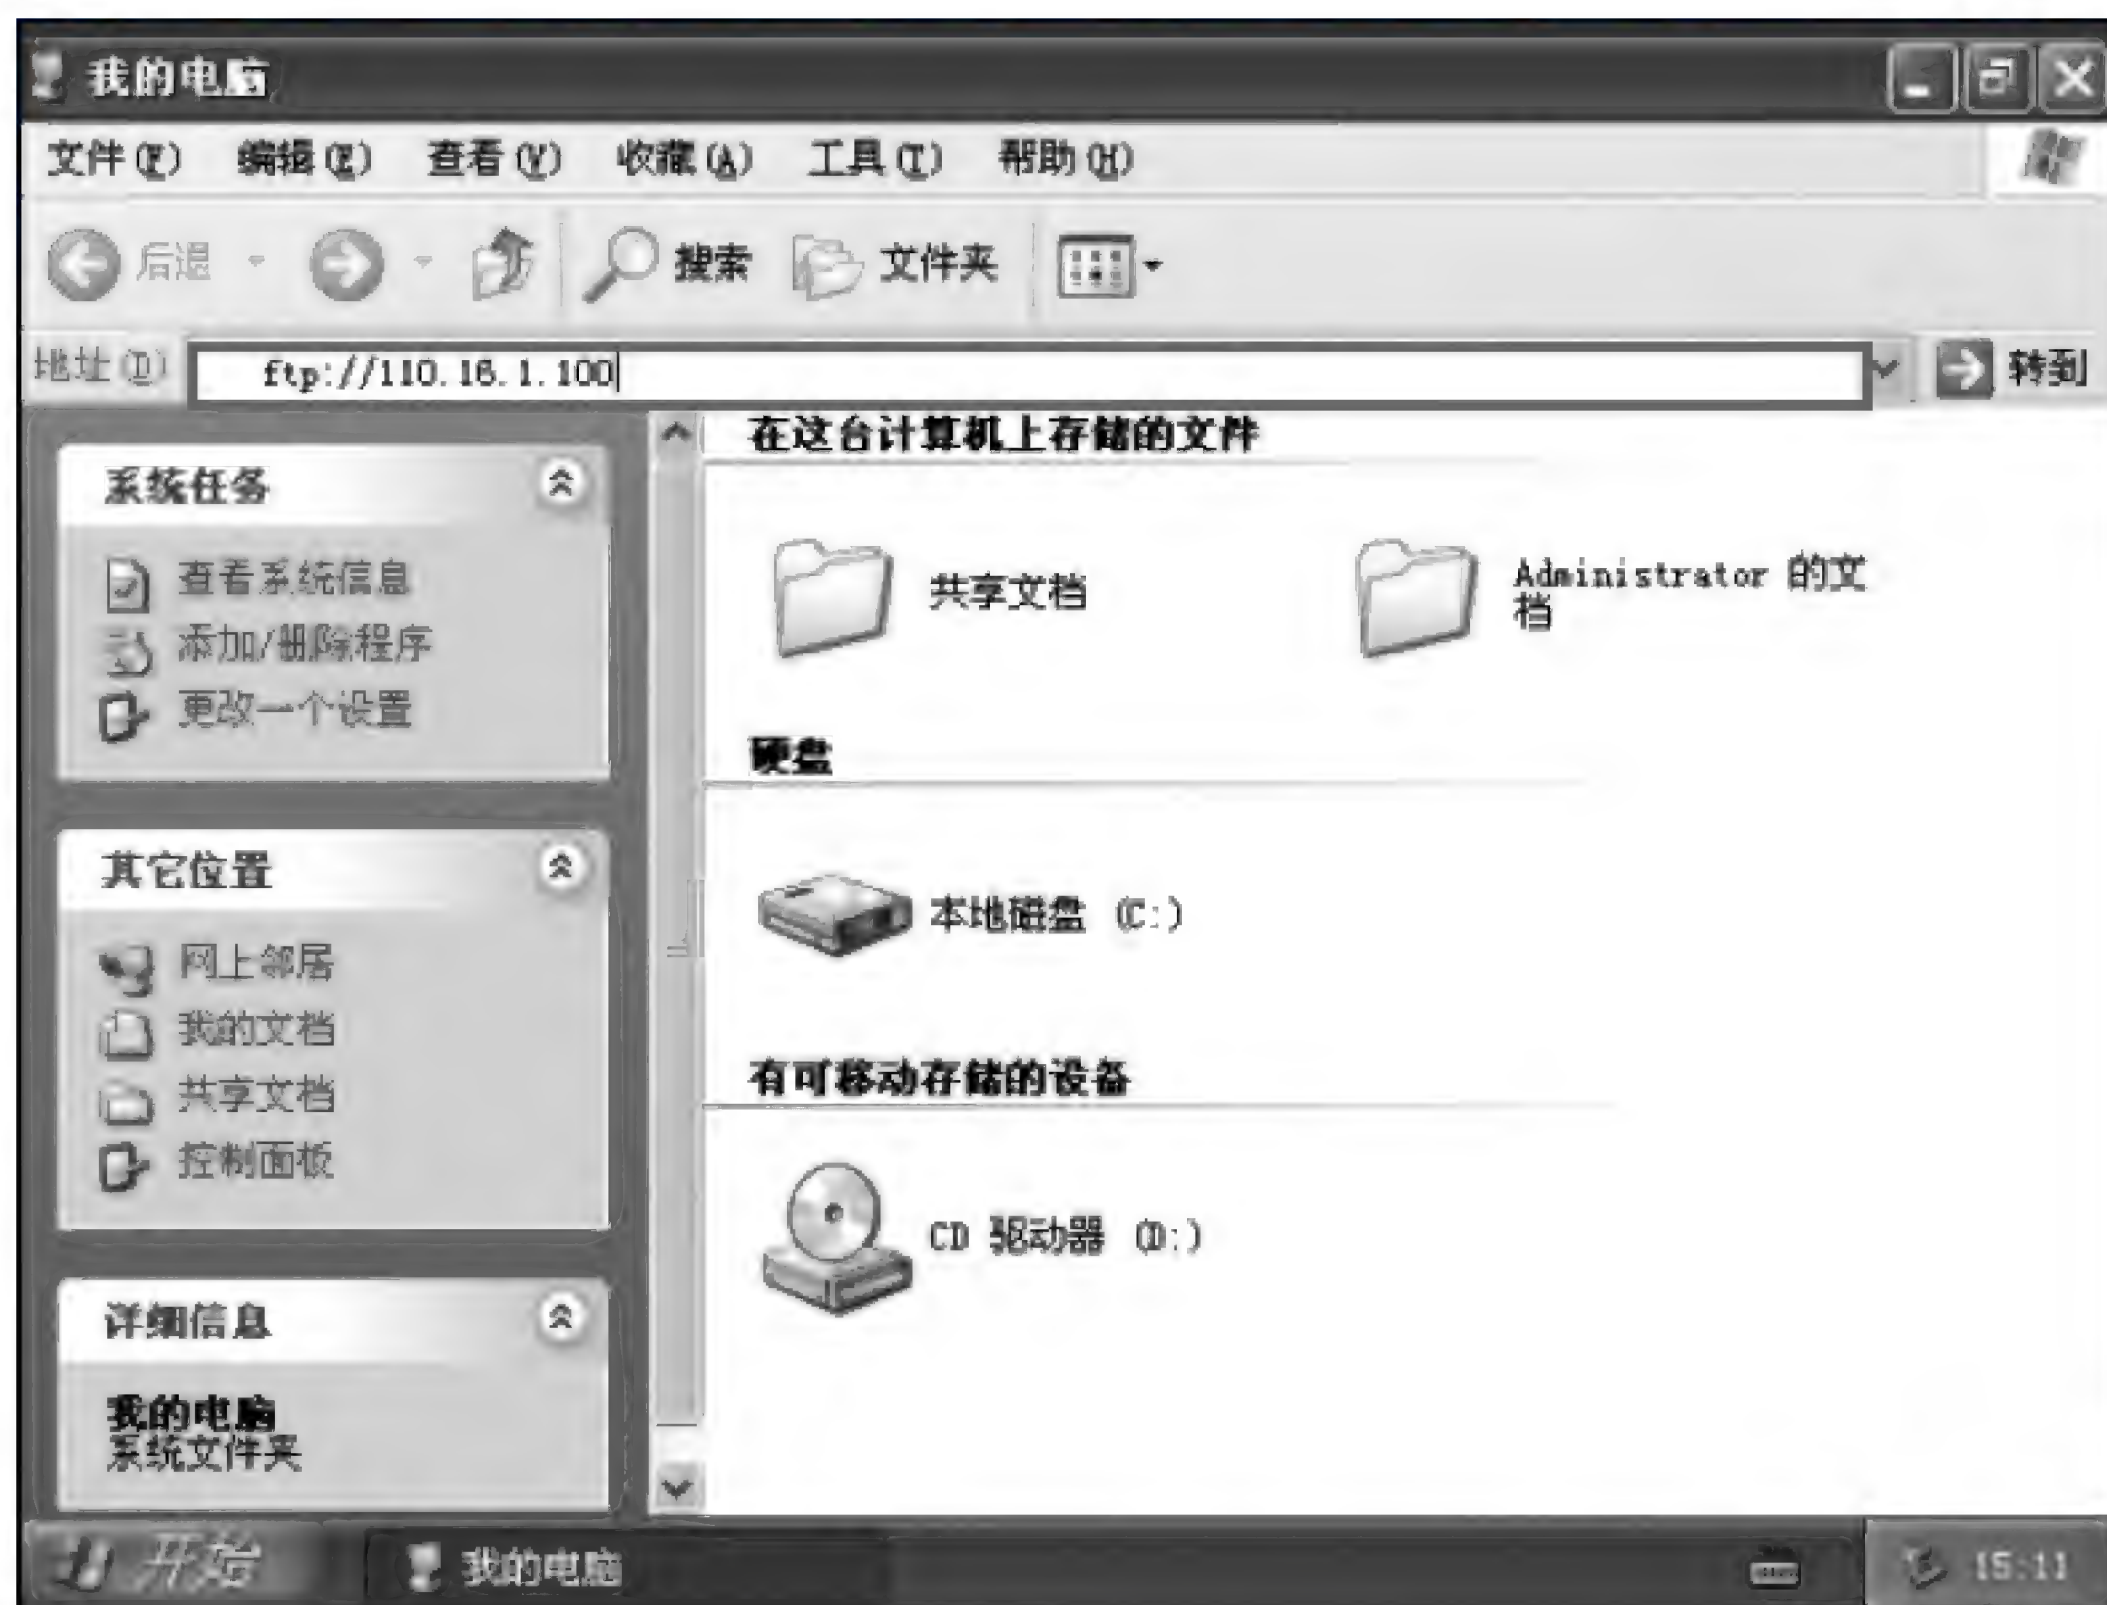 我的电脑
文件(F) 编辑(E) 查看(V) 收藏(A) 工具(T) 帮助(H)
后退 搜索 文件夹
地址(D) ftp://110.16.1.100 转到
系统任务
查看系统信息
添加/删除程序
更改一个设置
其它位置
网上邻居
我的文档
共享文档
控制面板
详细信息
我的电脑
系统文件夹
在这台计算机上存储的文件
共享文档
Administrator 的文
档
硬盘
本地磁盘 (C:)
有可移动存储的设备
CD 驱动器 (D:)
开始 我的电脑 15:11